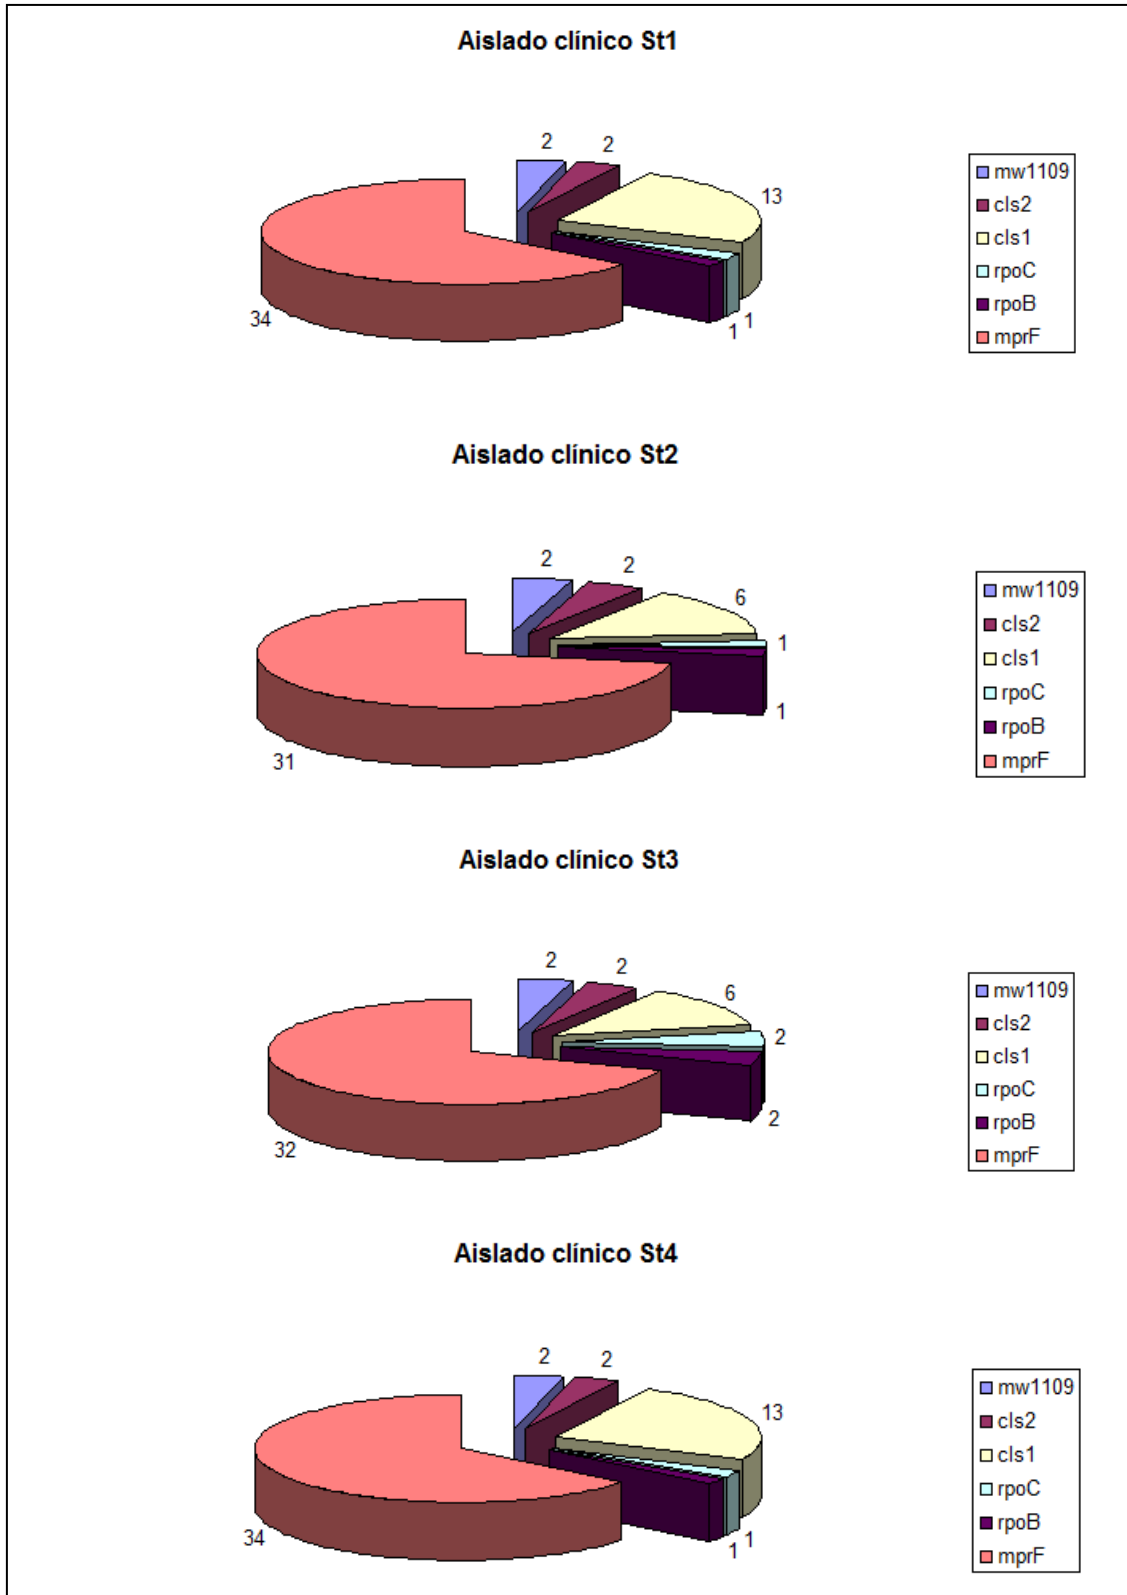 Aislado clínico St1
2
2
13
1
1
34
mw1109
cls2
cls1
rpoC
rpoB
mprF
Aislado clínico St2
2
2
6
1
1
31
mw1109
cls2
cls1
rpoC
rpoB
mprF
Aislado clínico St3
2
2
6
2
2
32
mw1109
cls2
cls1
rpoC
rpoB
mprF
Aislado clínico St4
2
2
13
1
1
34
mw1109
cls2
cls1
rpoC
rpoB
mprF